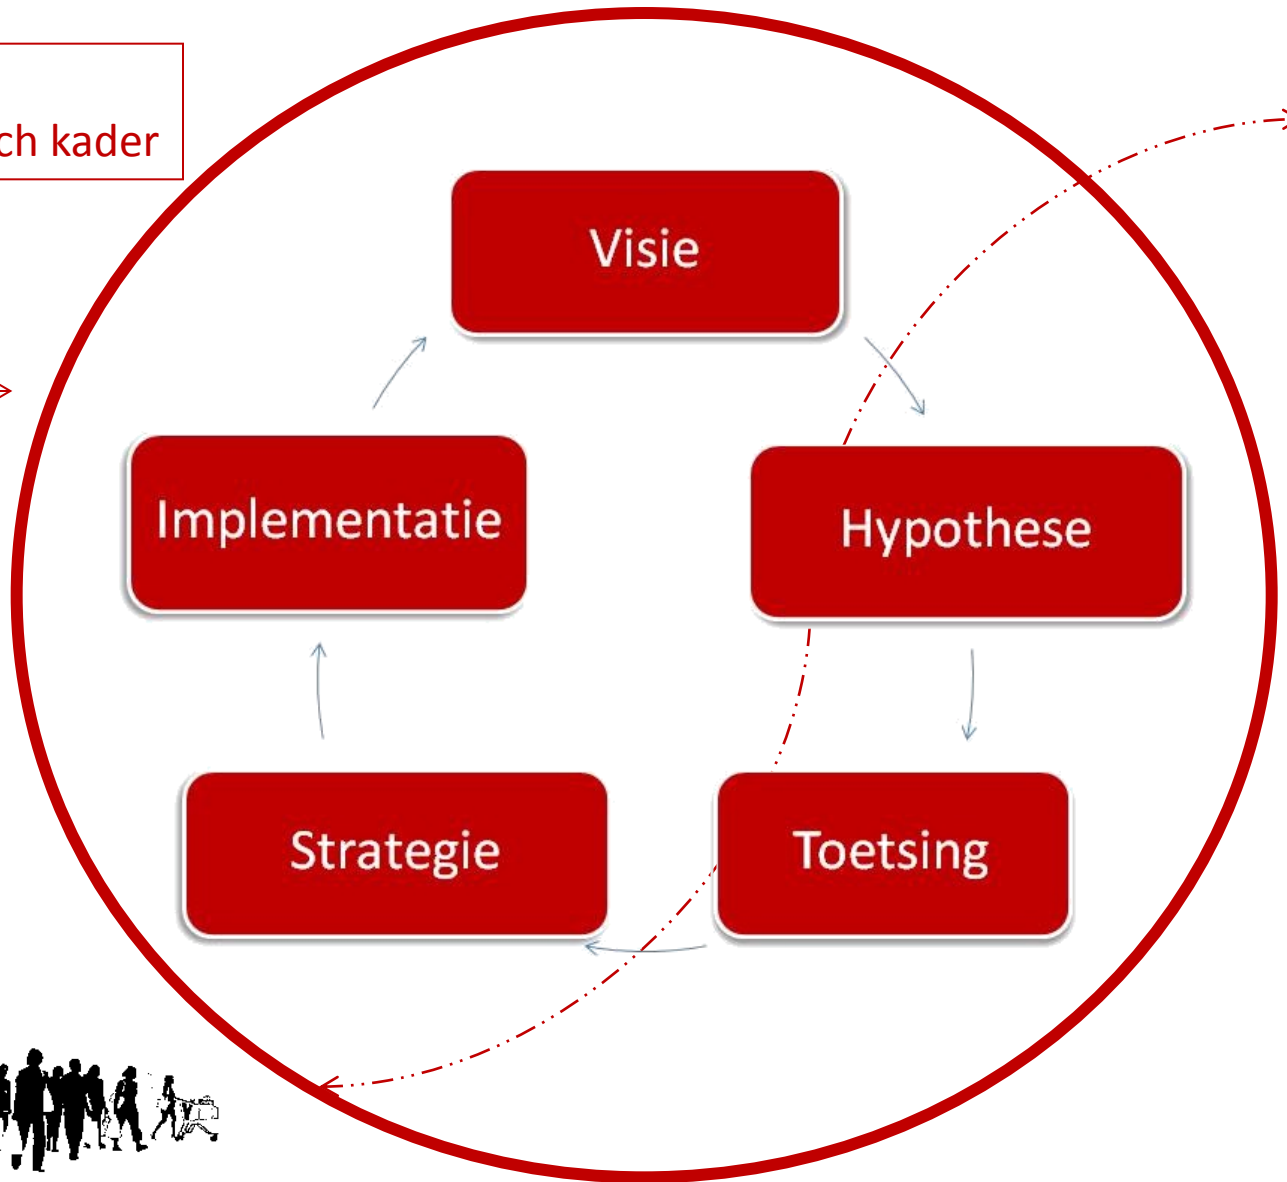 ch kader
Visie
Implementatie
Hypothese
Strategie
Toetsing